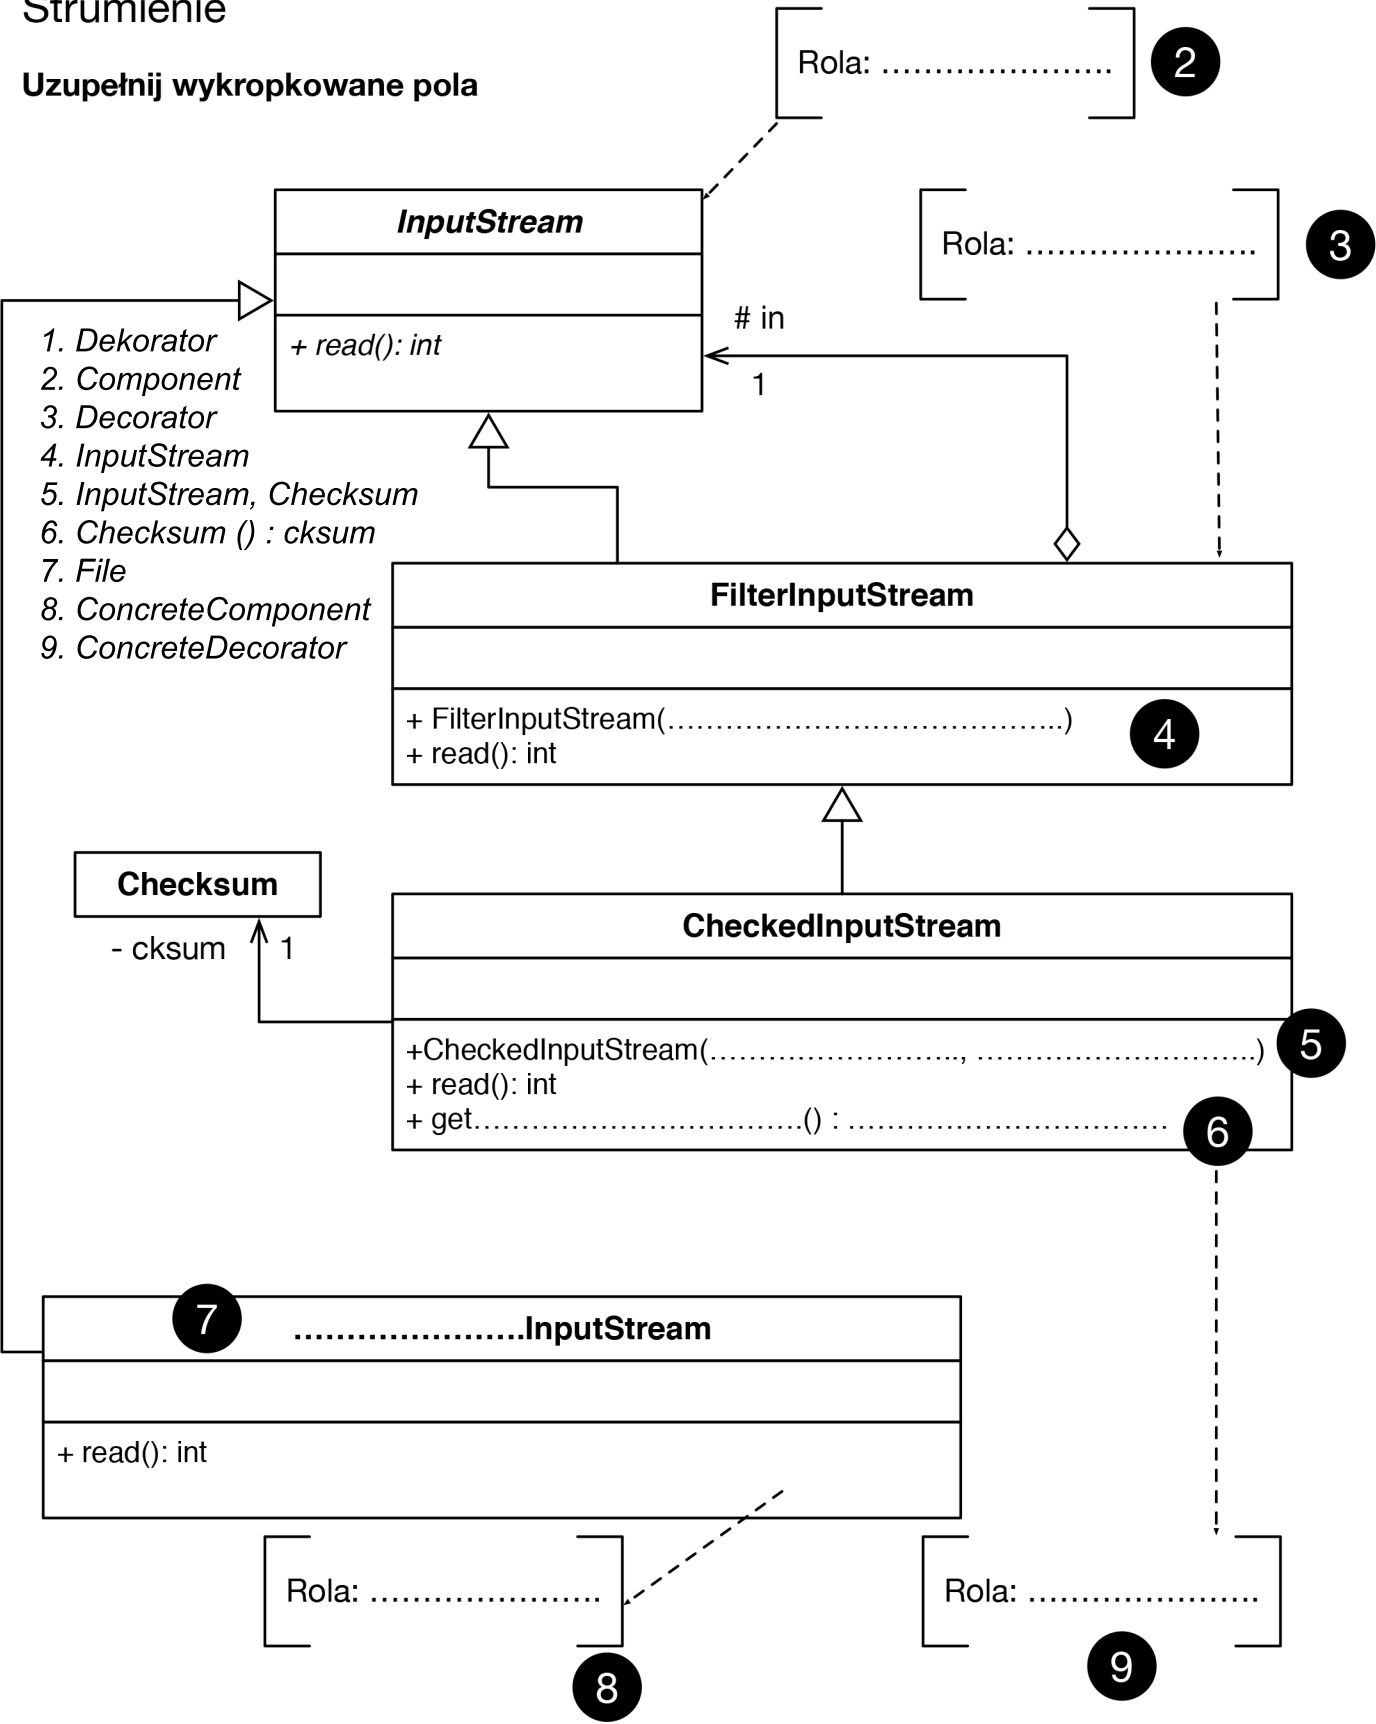 Strumienie
Uzupełnij wykropkowane pola
Rola: ......................
2
Rola: ......................
3
InputStream
+ read(): int
# in
1
1. Dekorator
2. Component
3. Decorator
4. InputStream
5. InputStream, Checksum
6. Checksum () : cksum
7. File
8. ConcreteComponent
9. ConcreteDecorator
FilterInputStream
+ FilterInputStream(……………………………………..)
+ read(): int
4
Checksum
- cksum
1
CheckedInputStream
+CheckedInputStream(…………………….., ………………………..)
+ read(): int
+ get…………………………….() : ……………………………
5
6
7
......................InputStream
+ read(): int
Rola: ......................
8
Rola: ......................
9